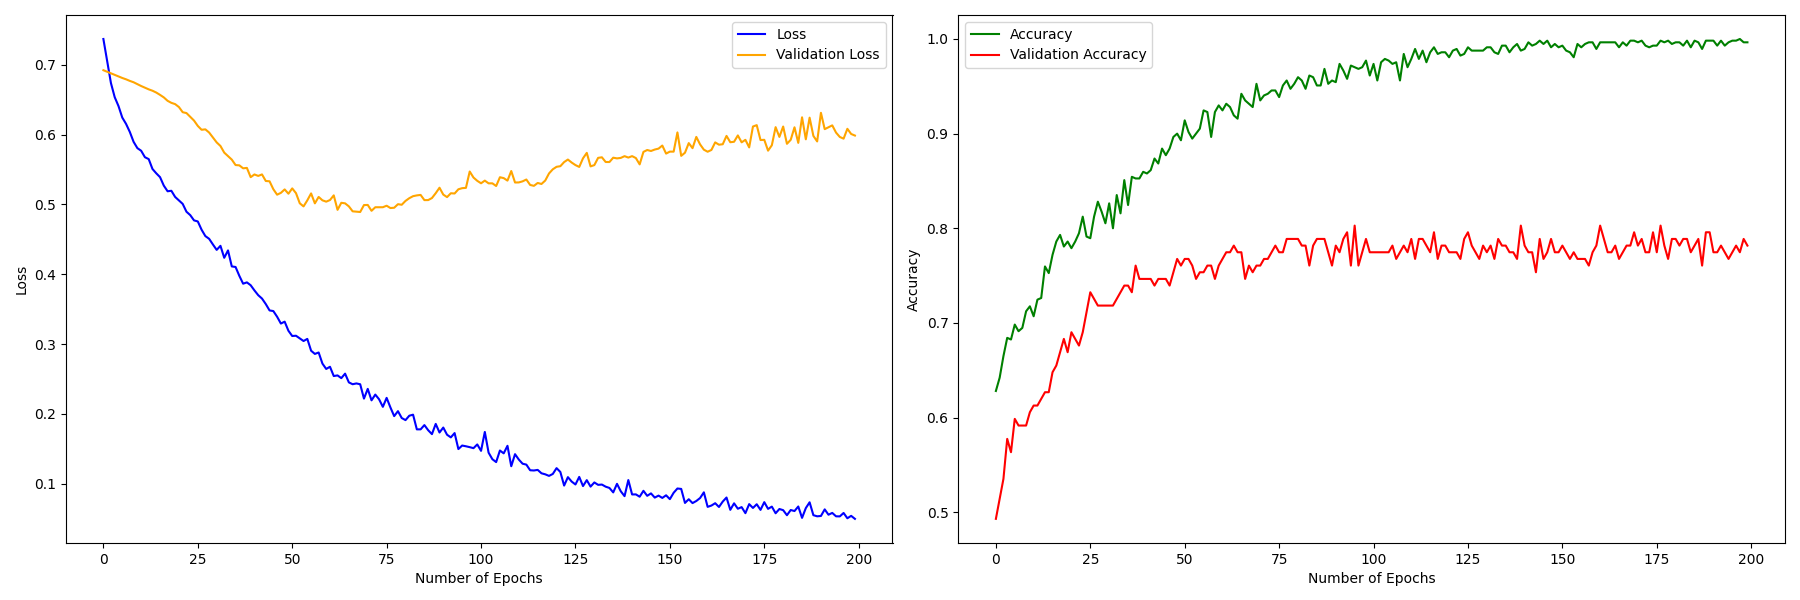 Loss
Validation Loss
0.7
0.6
0.5
0.4
0.3
0.2
0.1
Loss
0 25 50 75 100 125 150 175 200
Number of Epochs
Accuracy
Validation Accuracy
1.0
0.9
0.8
0.7
0.6
0.5
Accuracy
0 25 50 75 100 125 150 175 200
Number of Epochs